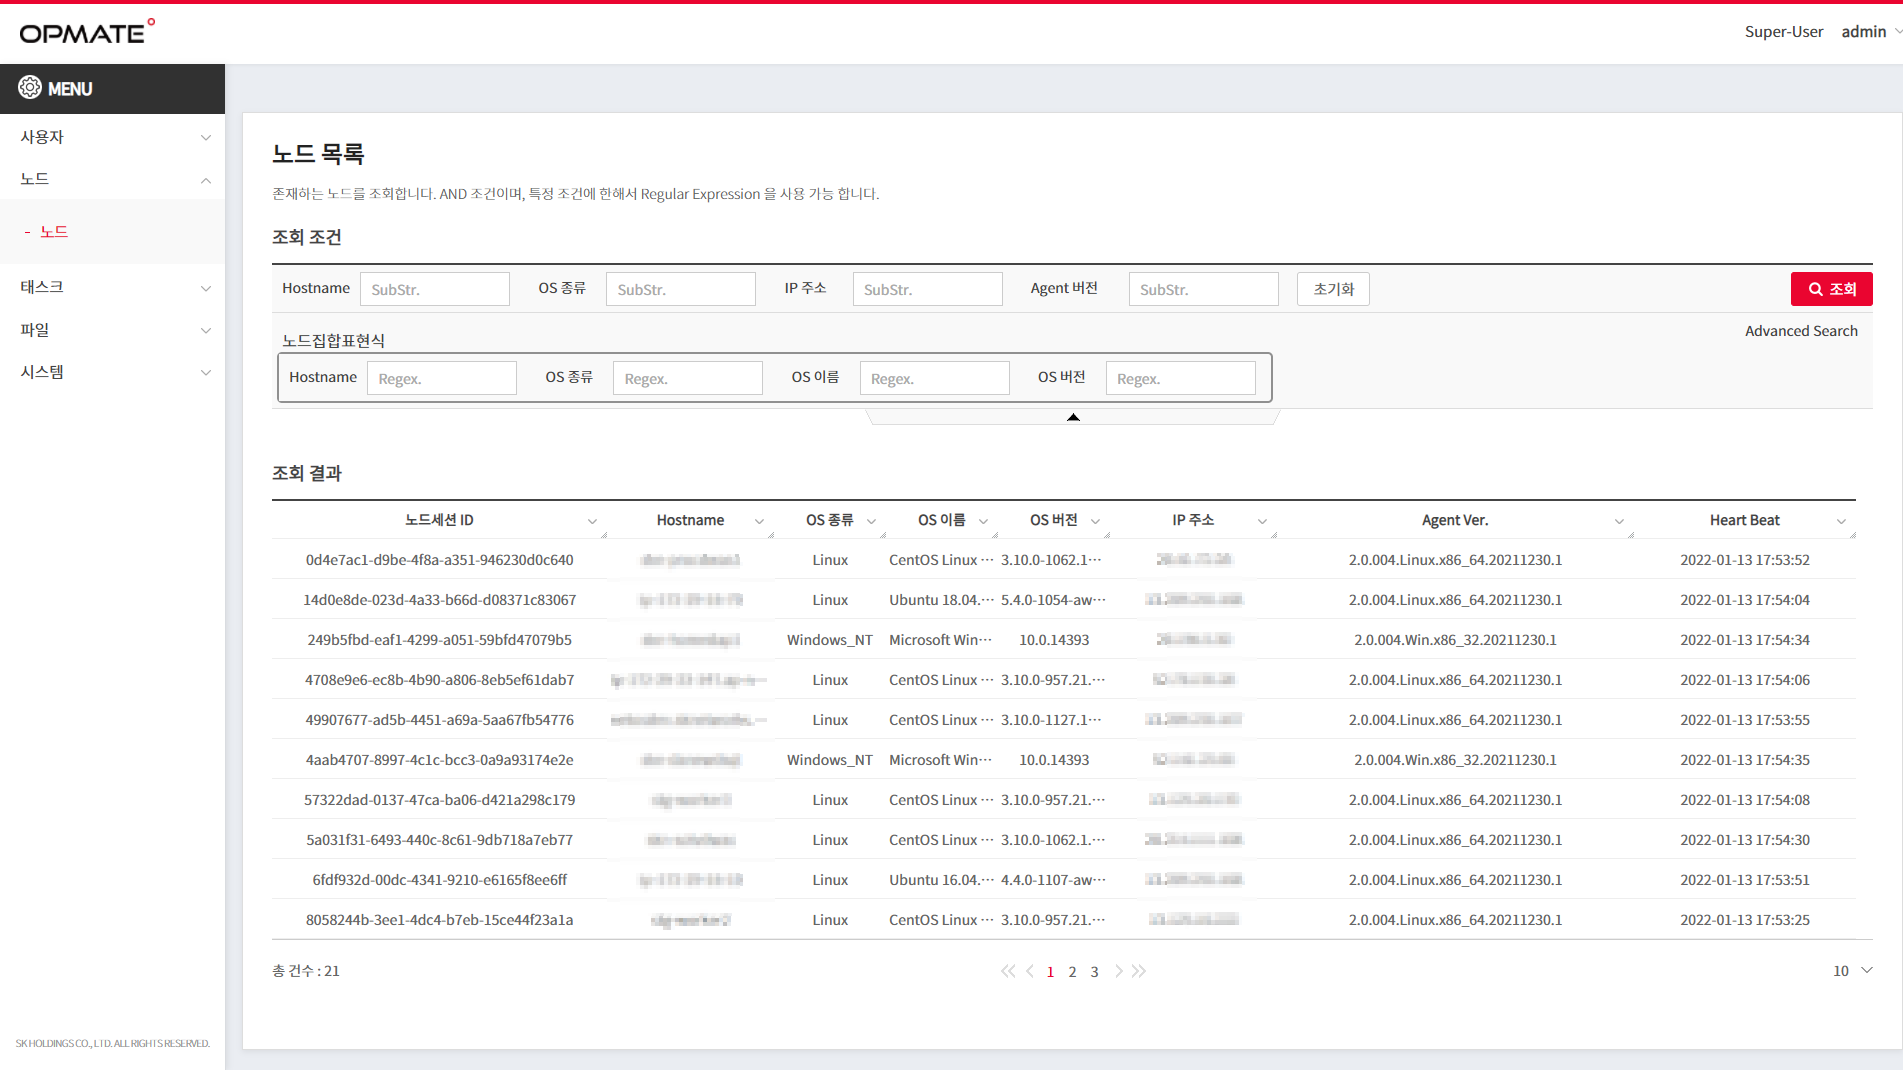 OPMATE
Super-User admin
MENU
사용자
노드
- 노드
태스크
파일
시스템
SK HOLDINGS CO., LTD. ALL RIGHTS RESERVED.
노드 목록
존재하는 노드를 조회합니다. AND 조건이며, 특정 조건에 한해서 Regular Expression 을 사용 가능 합니다.
조회 조건
Hostname SubStr. OS 종류 SubStr. IP 주소 SubStr. Agent 버전 SubStr. 초기화 조회
Advanced Search
노드집합표현식
Hostname Regex. OS 종류 Regex. OS 이름 Regex. OS 버전 Regex.
조회 결과
노드세션 ID Hostname OS 종류 OS 이름 OS 버전 IP 주소 Agent Ver. Heart Beat
0d4e7ac1-d9be-4f8a-a351-946230d0c640 Linux CentOS Linux ··· 3.10.0-1062.1··· 2.0.004.Linux.x86_64.20211230.1 2022-01-13 17:53:52
14d0e8de-023d-4a33-b66d-d08371c83067 Linux Ubuntu 18.04.··· 5.4.0-1054-aw··· 2.0.004.Linux.x86_64.20211230.1 2022-01-13 17:54:04
249b5fbd-eaf1-4299-a051-59bfd47079b5 Windows_NT Microsoft Win··· 10.0.14393 2.0.004.Win.x86_32.20211230.1 2022-01-13 17:54:34
4708e9e6-ec8b-4b90-a806-8eb5ef61dab7 Linux CentOS Linux ··· 3.10.0-957.21.··· 2.0.004.Linux.x86_64.20211230.1 2022-01-13 17:54:06
49907677-ad5b-4451-a69a-5aa67fb54776 Linux CentOS Linux ··· 3.10.0-1127.1··· 2.0.004.Linux.x86_64.20211230.1 2022-01-13 17:53:55
4aab4707-8997-4c1c-bcc3-0a9a93174e2e Windows_NT Microsoft Win··· 10.0.14393 2.0.004.Win.x86_32.20211230.1 2022-01-13 17:54:35
57322dad-0137-47ca-ba06-d421a298c179 Linux CentOS Linux ··· 3.10.0-957.21.··· 2.0.004.Linux.x86_64.20211230.1 2022-01-13 17:54:08
5a031f31-6493-440c-8c61-9db718a7eb77 Linux CentOS Linux ··· 3.10.0-1062.1.··· 2.0.004.Linux.x86_64.20211230.1 2022-01-13 17:54:30
6fdf932d-00dc-4341-9210-e6165f8ee6ff Linux Ubuntu 16.04.··· 4.4.0-1107-aw··· 2.0.004.Linux.x86_64.20211230.1 2022-01-13 17:53:51
8058244b-3ee1-4dc4-b7eb-15ce44f23a1a Linux CentOS Linux ··· 3.10.0-957.21.··· 2.0.004.Linux.x86_64.20211230.1 2022-01-13 17:53:25
총 건수 : 21 1 2 3 10